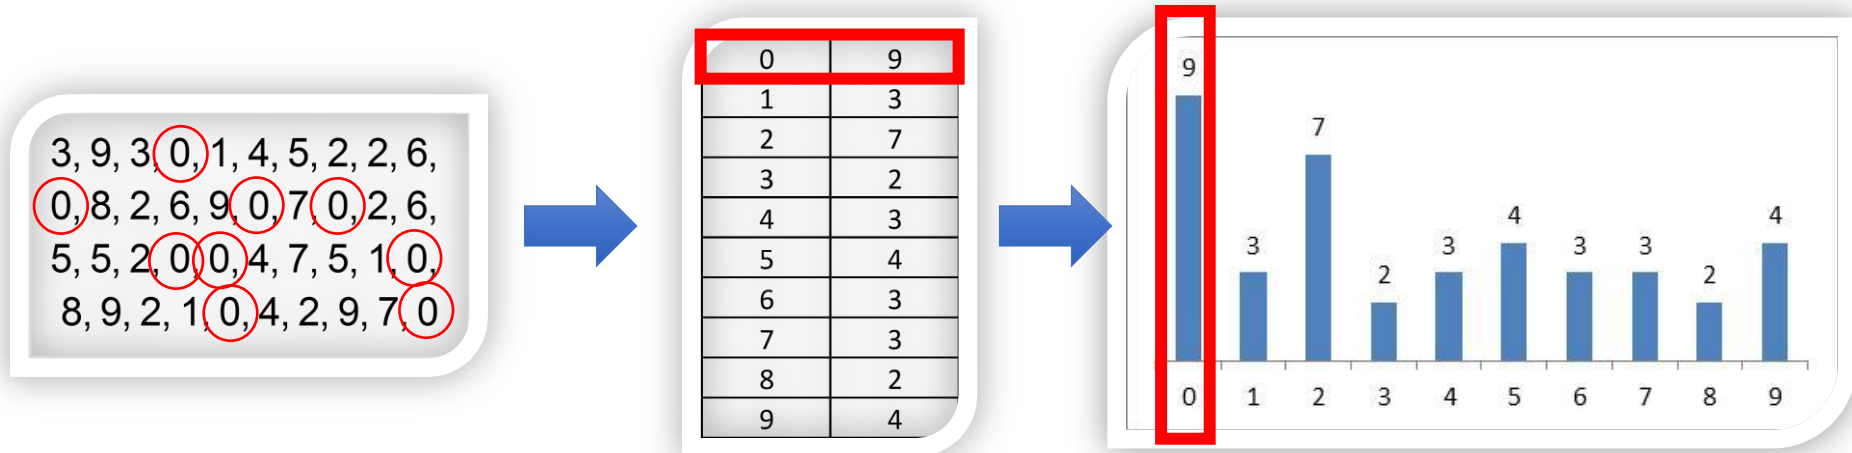 3, 9, 3, 0, 1, 4, 5, 2, 2, 6,
0, 8, 2, 6, 9, 0, 7, 0, 2, 6,
5, 5, 2, 0, 0, 4, 7, 5, 1, 0,
8, 9, 2, 1, 0, 4, 2, 9, 7, 0
0 9
1 3
2 7
3 2
4 3
5 4
6 3
7 3
8 2
9 4
9
7
4 4
3 3 3 3
2 2
0 1 2 3 4 5 6 7 8 9